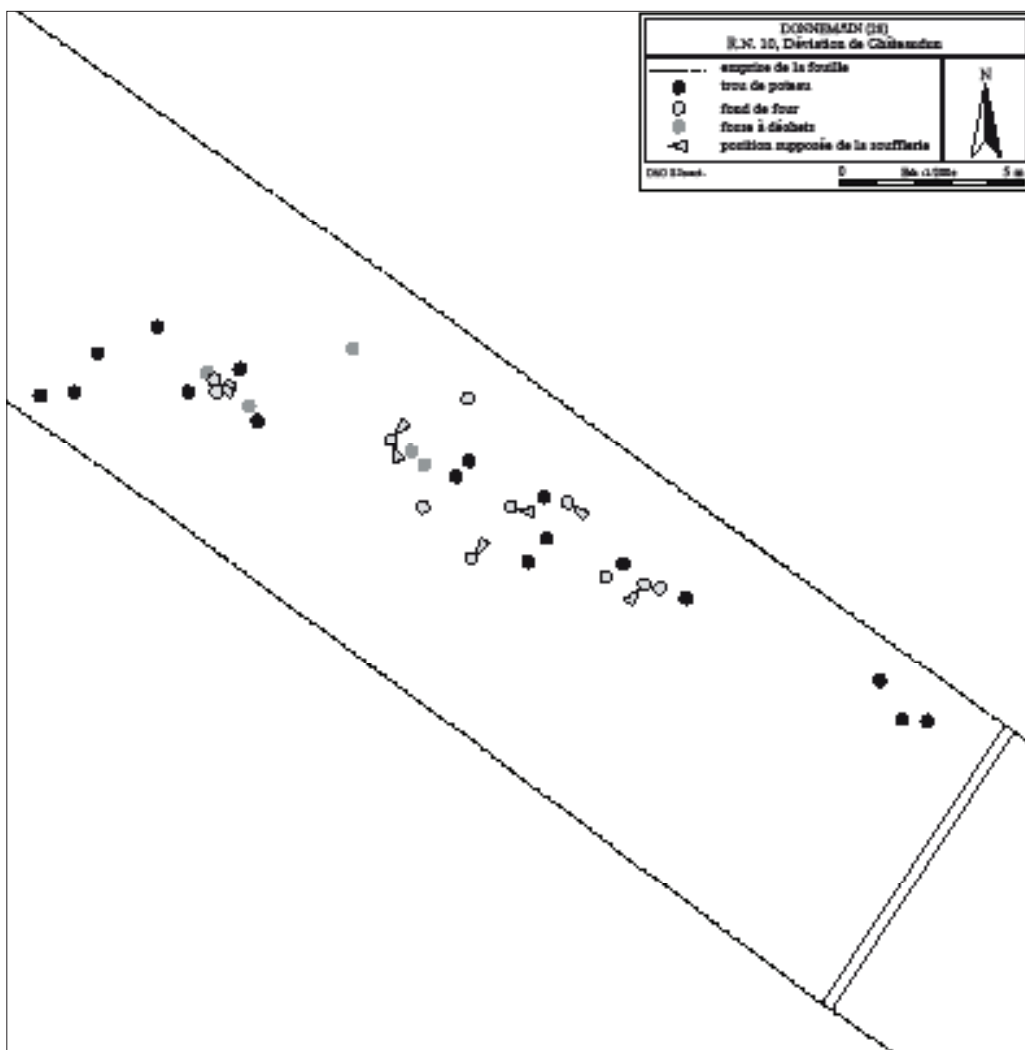 DONNEMAIN (28)
R.N. 10, Déviation de Châteaudun
emprise de la fouille
trou de poteau
fond de four
fosse à déchets
position supposée de la soufflerie
N
DAO
0 5 m